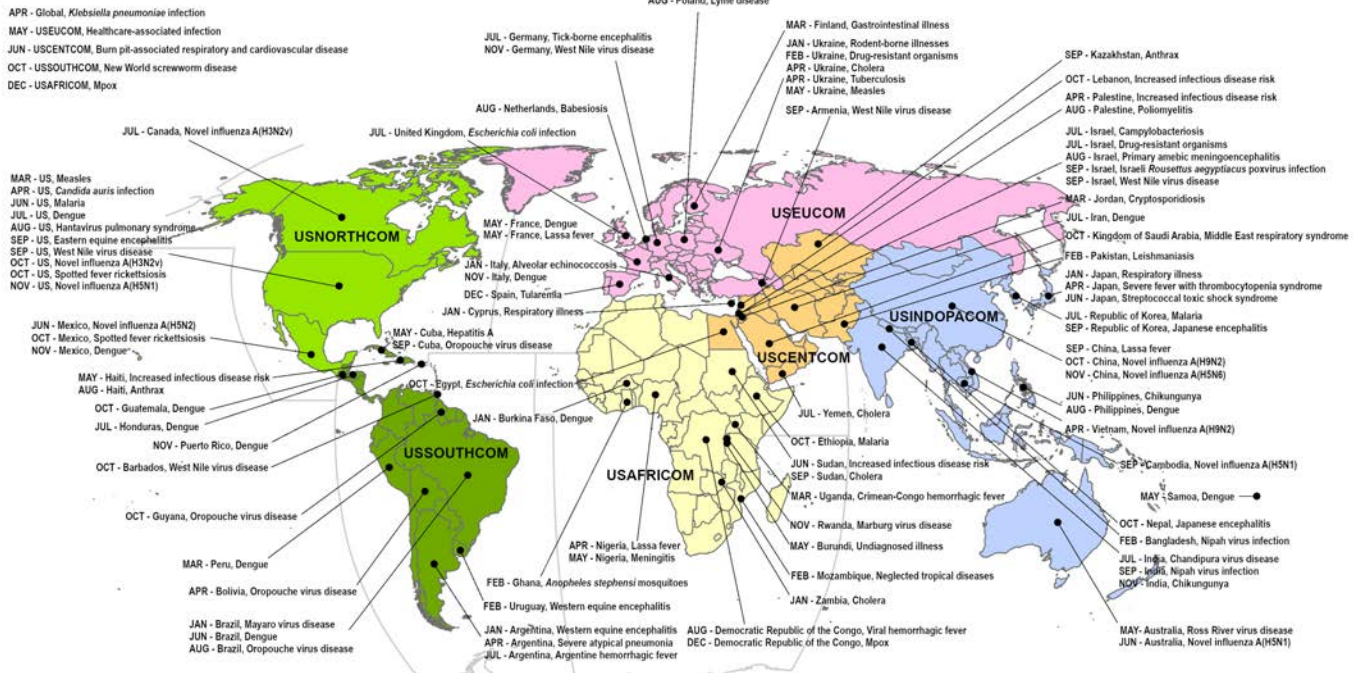 AUG - Poland, Lyme disease
APR - Global, Klebsiella pneumoniae infection
MAY - USEUCOM, Healthcare-associated infection
JUN - USCENTCOM, Burn pit-associated respiratory and cardiovascular disease
OCT - USSOUTHCOM, New World screwworm disease
DEC - USAFRICOM, Mpox
JUL - Germany, Tick-borne encephalitis
NOV - Germany, West Nile virus disease
MAR - Finland, Gastrointestinal illness
JAN - Ukraine, Rodent-borne illnesses
FEB - Ukraine, Drug-resistant organisms
APR - Ukraine, Cholera
APR - Ukraine, Tuberculosis
MAY - Ukraine, Measles
SEP - Armenia, West Nile virus disease
SEP - Kazakhstan, Anthrax
OCT - Lebanon, Increased infectious disease risk
APR - Palestine, Increased infectious disease risk
AUG - Palestine, Poliomyelitis
JUL - Israel, Campylobacteriosis
JUL - Israel, Drug-resistant organisms
AUG - Israel, Primary amebic meningoencephalitis
SEP - Israel, Israeli Rousettus aegyptiacus poxvirus infection
SEP - Israel, West Nile virus disease
MAR - Jordan, Cryptosporidiosis
JUL - Iran, Dengue
OCT - Kingdom of Saudi Arabia, Middle East respiratory syndrome
FEB - Pakistan, Leishmaniasis
JAN - Japan, Respiratory illness
APR - Japan, Severe fever with thrombocytopenia syndrome
JUN - Japan, Streptococcal toxic shock syndrome
JUL - Republic of Korea, Malaria
SEP - Republic of Korea, Japanese encephalitis
SEP - China, Lassa fever
OCT - China, Novel influenza A(H9N2)
NOV - China, Novel influenza A(H5N6)
JUN - Philippines, Chikungunya
AUG - Philippines, Dengue
APR - Vietnam, Novel influenza A(H9N2)
SEP - Cambodia, Novel influenza A(H5N1)
MAY - Samoa, Dengue
OCT - Nepal, Japanese encephalitis
FEB - Bangladesh, Nipah virus infection
JUL - India, Chandipura virus disease
SEP - India, Nipah virus infection
NOV - India, Chikungunya
MAY- Australia, Ross River virus disease
JUN - Australia, Novel influenza A(H5N1)
AUG - Netherlands, Babesiosis
JUL - United Kingdom, Escherichia coli infection
JUL - Canada, Novel influenza A(H3N2v)
MAR - US, Measles
APR - US, Candida auris infection
JUN - US, Malaria
JUL - US, Dengue
AUG - US, Hantavirus pulmonary syndrome
SEP - US, Eastern equine encephalitis
SEP - US, West Nile virus disease
OCT - US, Novel influenza A(H3N2v)
OCT - US, Spotted fever rickettsiosis
NOV - US, Novel influenza A(H5N1)
USNORTHCOM
USEUCOM
USINDOPACOM
USCENTCOM
USSOUTHCOM
USAFRICOM
MAY - France, Dengue
MAY - France, Lassa fever
JAN - Italy, Alveolar echinococcosis
NOV - Italy, Dengue
DEC - Spain, Tularemia
JAN - Cyprus, Respiratory illness
JUN - Mexico, Novel influenza A(H5N2)
OCT - Mexico, Spotted fever rickettsiosis
NOV - Mexico, Dengue
MAY - Cuba, Hepatitis A
SEP - Cuba, Oropouche virus disease
MAY - Haiti, Increased infectious disease risk
AUG - Haiti, Anthrax
OCT - Guatemala, Dengue
JUL - Honduras, Dengue
NOV - Puerto Rico, Dengue
OCT - Barbados, West Nile virus disease
OCT - Guyana, Oropouche virus disease
MAR - Peru, Dengue
APR - Bolivia, Oropouche virus disease
JAN - Brazil, Mayaro virus disease
JUN - Brazil, Dengue
AUG - Brazil, Oropouche virus disease
OCT - Egypt, Escherichia coli infection
JAN - Burkina Faso, Dengue
JUL - Yemen, Cholera
OCT - Ethiopia, Malaria
JUN - Sudan, Increased infectious disease risk
SEP - Sudan, Cholera
MAR - Uganda, Crimean-Congo hemorrhagic fever
NOV - Rwanda, Marburg virus disease
MAY - Burundi, Undiagnosed illness
FEB - Mozambique, Neglected tropical diseases
JAN - Zambia, Cholera
APR - Nigeria, Lassa fever
MAY - Nigeria, Meningitis
FEB - Ghana, Anopheles stephensi mosquitoes
FEB - Uruguay, Western equine encephalitis
JAN - Argentina, Western equine encephalitis
APR - Argentina, Severe atypical pneumonia
JUL - Argentina, Argentine hemorrhagic fever
AUG - Democratic Republic of the Congo, Viral hemorrhagic fever
DEC - Democratic Republic of the Congo, Mpox